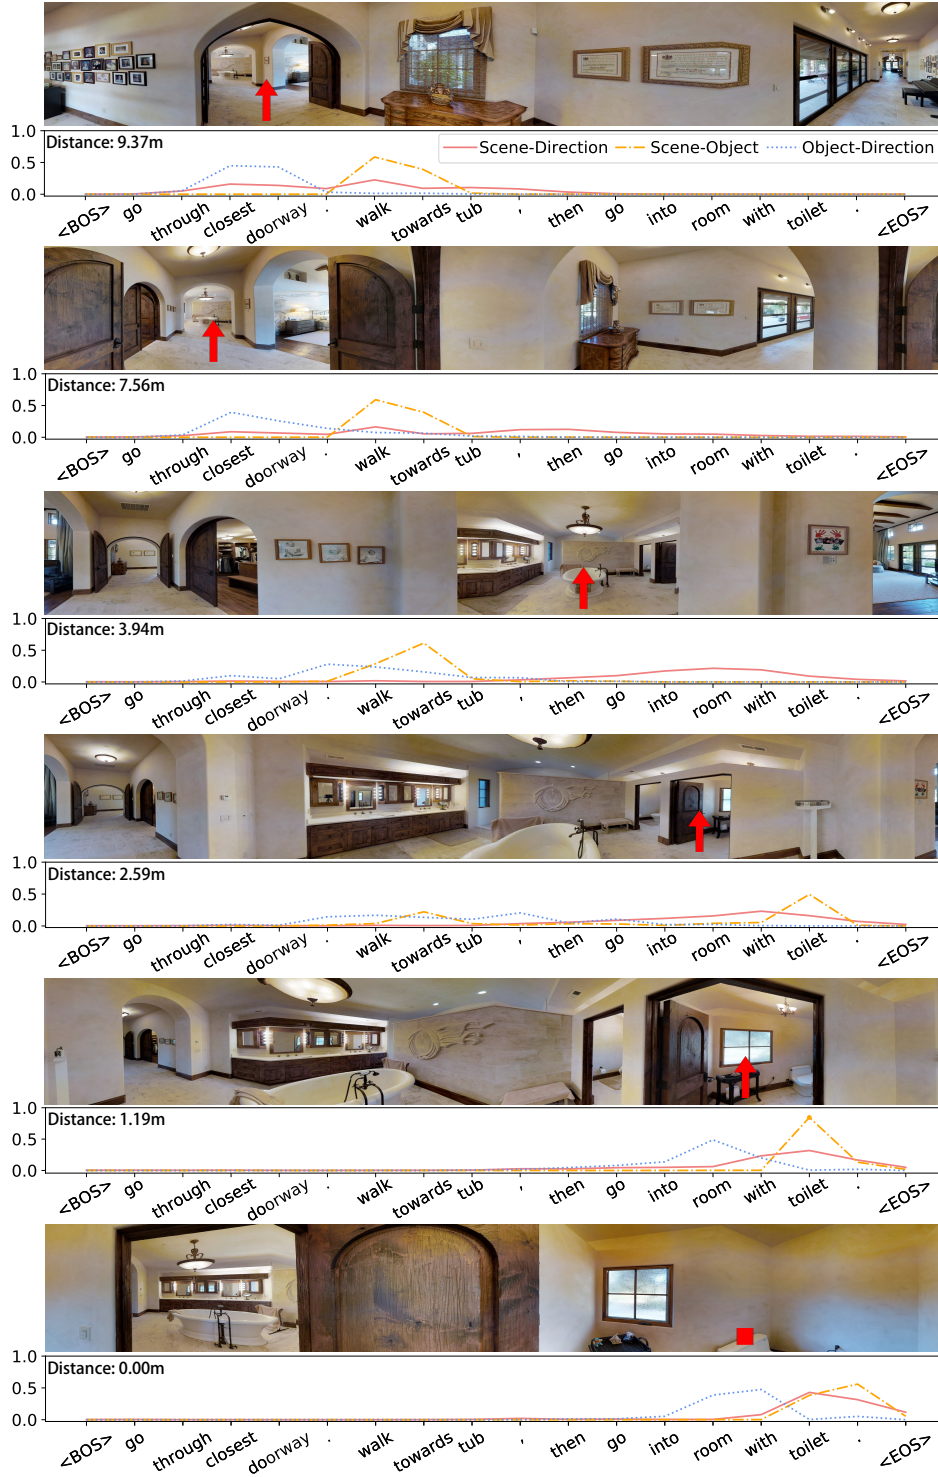 1.0
Distance: 9.37m
Scene-Direction Scene-Object Object-Direction
0.5
0.0
<BOS> go through closest doorway . walk towards tub , then go into room with toilet . <EOS>
1.0
Distance: 7.56m
0.5
0.0
<BOS> go through closest doorway . walk towards tub , then go into room with toilet . <EOS>
1.0
Distance: 3.94m
0.5
0.0
<BOS> go through closest doorway . walk towards tub , then go into room with toilet . <EOS>
1.0
Distance: 2.59m
0.5
0.0
<BOS> go through closest doorway . walk towards tub , then go into room with toilet . <EOS>
1.0
Distance: 1.19m
0.5
0.0
<BOS> go through closest doorway . walk towards tub , then go into room with toilet . <EOS>
1.0
Distance: 0.00m
0.5
0.0
<BOS> go through closest doorway . walk towards tub , then go into room with toilet . <EOS>